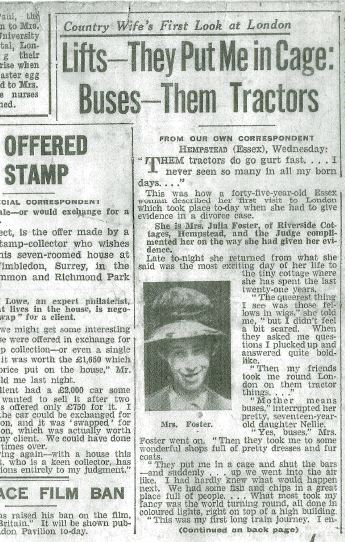 Paul, the
n to Mrs.
University
tal, Lon-
g their
rise when
aster egg
d to Mrs.
e nurses
ned.
OFFERED
STAMP
CIAL CORRESPONDENT
ale—or would exchange for a
ect, is the offer made by a
tamp-collector who wishes
his seven-roomed house at
Wimbledon, Surrey, in the
mmon and Richmond Park
Lowe, an expert philatelist,
lives in the house, is nego-
swap" for a client.
we might get some interesting
were offered in exchange for
p collection—or even a single
it was worth the £1,650 which
price put on the house," Mr.
ld me last night.
lient had a £2,000 car some
wanted to sell it after two
s offered only £750 for it. I
the car could be exchanged for
on, and it was "swapped" for
n, which was actually worth
my client. We could have done
times over.
ving again—with a house this
t, who is a keen collector, has
ions entirely to my judgment."
ACE FILM BAN
as raised his ban on the film,
Britain." It will be shown pub-
don Pavilion to-day.
Country Wife's First Look at London
Lifts—They Put Me in Cage:
Buses—Them Tractors
FROM OUR OWN CORRESPONDENT
HEMPSTEAD (Essex), Wednesday:
"THEM tractors do go gurt fast. . . . I
never seen so many in all my born
days. . . ."
This was how a forty-five-year-old Essex
woman described her first visit to London
which took place to-day when she had to give
evidence in a divorce case.
She is Mrs. Julia Foster, of Riverside Cot-
tages, Hempstead, and the Judge compli-
mented her on the way she had given her evi-
dence.
Late to-night she returned from what she
said was the most exciting day of her life to
the tiny cottage where
she has spent the last
twenty-one years.
"The queerest thing
I see was those fel-
lows in wigs," she told
me, "but I didn't feel
a bit scared. When
they asked me ques-
tions I plucked up and
answered quite bold-
like.
"Then my friends
took me round Lon-
don on them tractor
things. . . ."
"Mother means
buses," interrupted her
pretty, seventeen-year-
old daughter Nellie.
"Yes, buses," Mrs.
Mrs. Foster.
Foster went on. "Then they took me to some
wonderful shops full of pretty dresses and fur
coats.
"They put me in a cage and shut the bars
—and suddenly . . . up we went into the air
like. I had hardly knew what would happen
next. We had some fish and chips in a great
place full of people. . . . What most took my
fancy was the world turning round, all done in
coloured lights, right on top of a high building.
"This was my first long train journey. I en-
(Continued on back page)